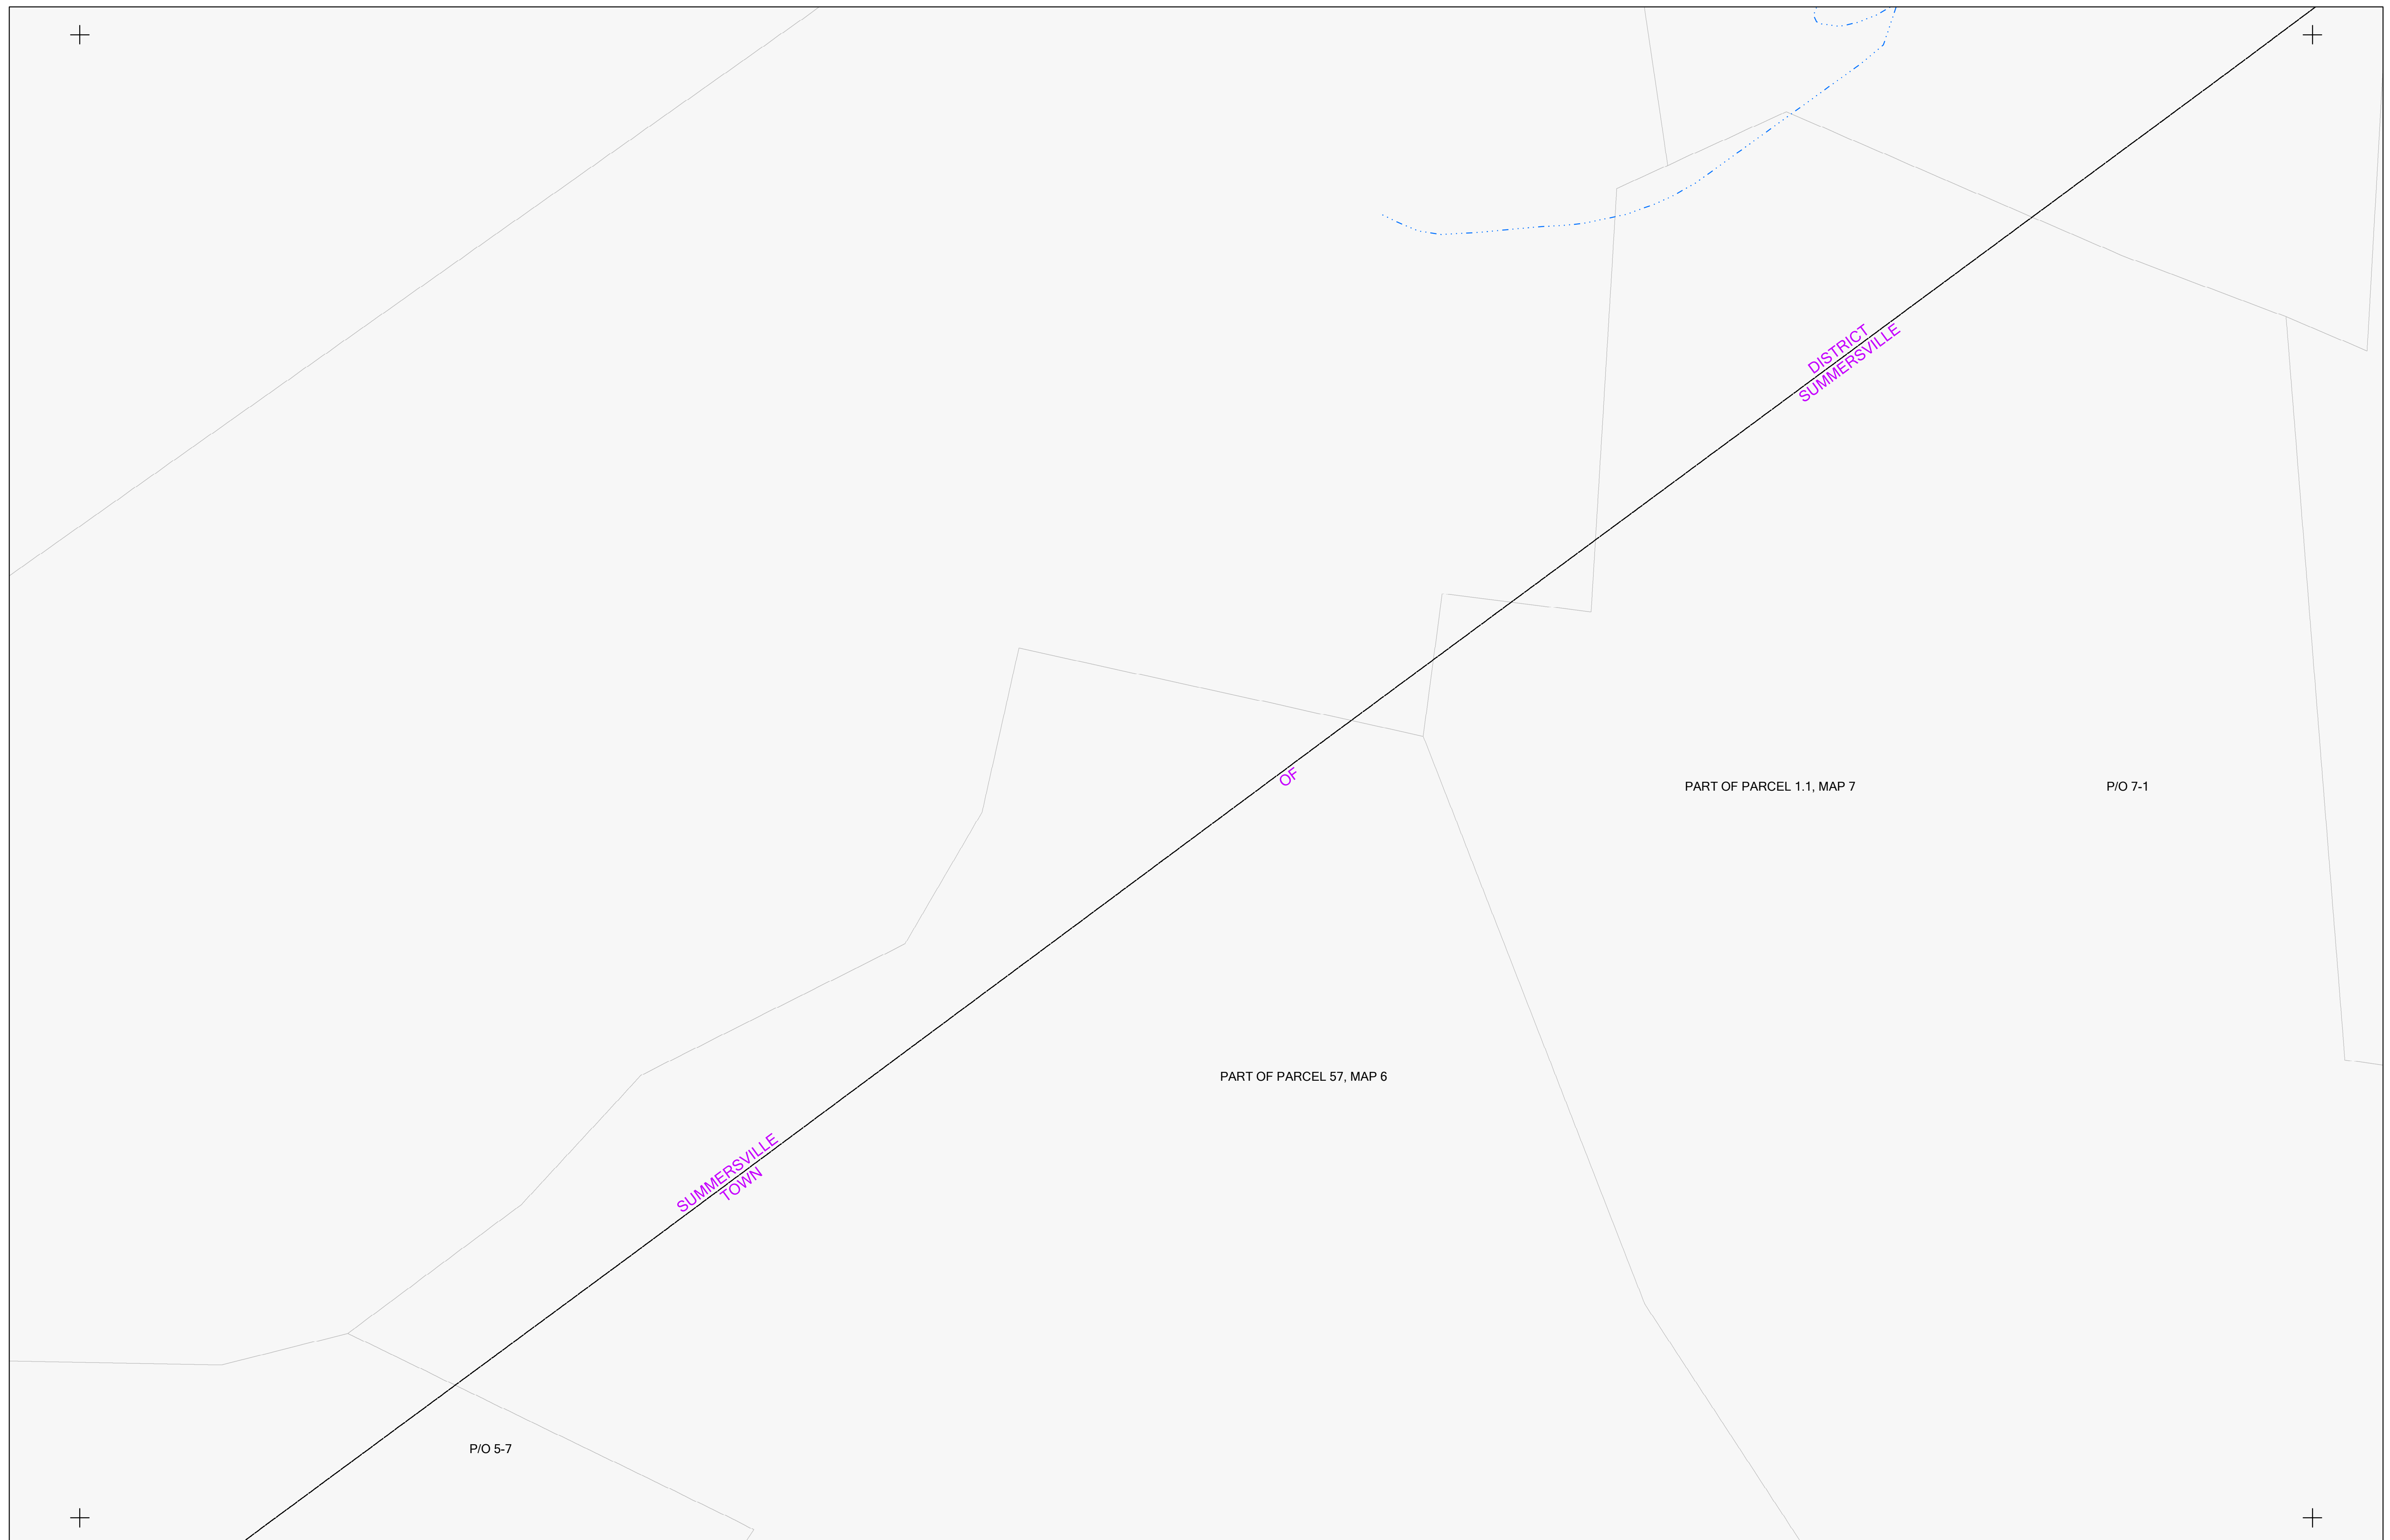 DISTRICT
SUMMERSVILLE
OF
PART OF PARCEL 1.1, MAP 7
P/O 7-1
PART OF PARCEL 57, MAP 6
SUMMERSVILLE
TOWN
P/O 5-7